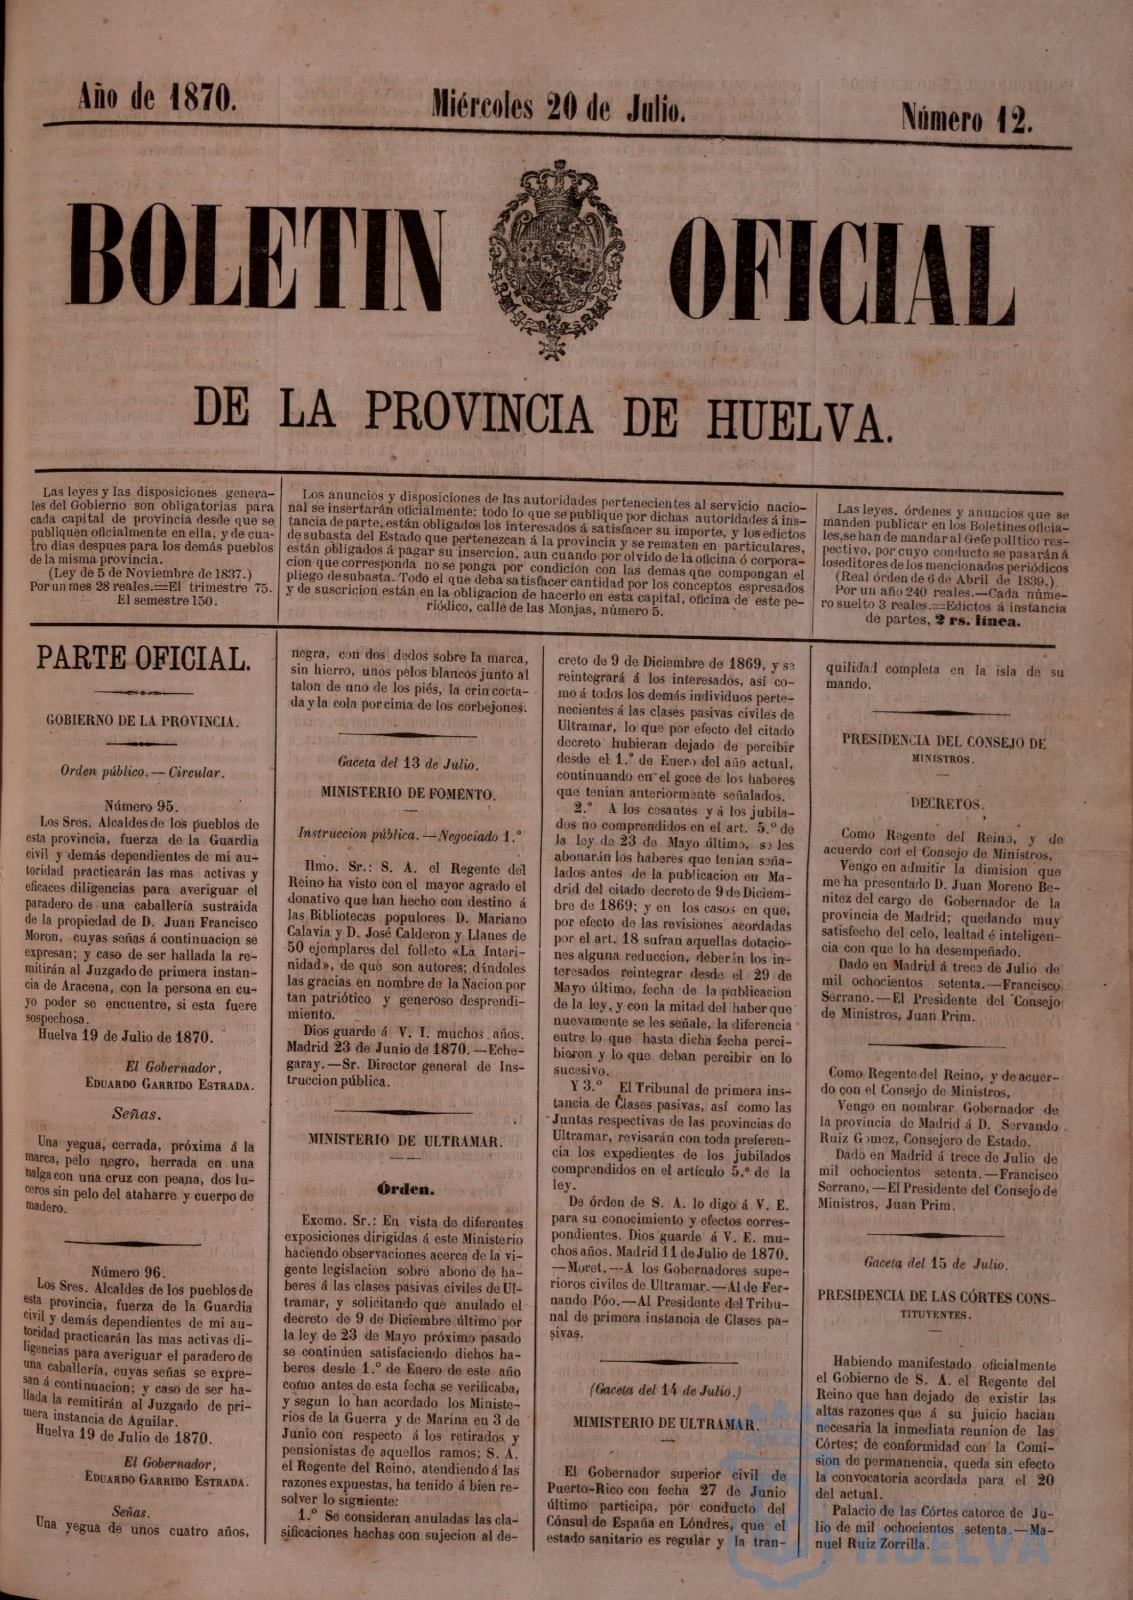 Año de 1870.
Miércoles 20 de Julio.
Número 12.
BOLETIN OFICIAL
DE LA PROVINCIA DE HUELVA.
Las leyes y las disposiciones genera-
les del Gobierno son obligatorias para
cada capital de provincia desde que se
publiquen oficialmente en ella, y de cua-
tro dias despues para los demás pueblos
de la misma provincia.
(Ley de 5 de Noviembre de 1837.)
Por un mes 28 reales.=El trimestre 75.
El semestre 150.
Los anuncios y disposiciones de las autoridades pertenecientes al servicio nacio-
nal se insertarán oficialmente: todo lo que se publique por dichas autoridades á ins-
tancia de parte, están obligados los interesados á satisfacer su importe, y los edictos
de subasta del Estado que pertenezcan á la provincia y se rematen en particulares,
están obligados á pagar su insercion, aun cuando por olvido de la oficina ó corpora-
cion que corresponda no se ponga por condicion con las demas que compongan el
pliego de subasta. Todo el que deba satisfacer cantidad por los conceptos espresados
y de suscricion están en la obligacion de hacerlo en esta capital, oficina de este pe-
riódico, calle de las Monjas, número 5.
Las leyes, órdenes y anuncios que se
manden publicar en los Boletines oficia-
les, se han de mandar al Gefe político res-
pectivo, por cuyo conducto se pasarán á
los editores de los mencionados periódicos
(Real órden de 6 de Abril de 1839.)
Por un año 240 reales.—Cada núme-
ro suelto 3 reales.=Edictos á instancia
de partes, 2 rs. línea.
PARTE OFICIAL.
GOBIERNO DE LA PROVINCIA.
Orden público.—Circular.
Número 95.
Los Sres. Alcaldes de los pueblos de
esta provincia, fuerza de la Guardia
civil y demás dependientes de mi au-
toridad practicarán las mas activas y
eficaces diligencias para averiguar el
paradero de una caballería sustraida
de la propiedad de D. Juan Francisco
Moron, cuyas señas á continuacion se
expresan; y caso de ser hallada la re-
mitirán al Juzgado de primera instan-
cia de Aracena, con la persona en cu-
yo poder se encuentre, si esta fuere
sospechosa.
Huelva 19 de Julio de 1870.
El Gobernador,
EDUARDO GARRIDO ESTRADA.
Señas.
Una yegua, cerrada, próxima á la
marca, pelo negro, herrada en una
nalga con una cruz con peana, dos lu-
ceros sin pelo del ataharre y cuerpo de
madero.
Número 96.
Los Sres. Alcaldes de los pueblos de
esta provincia, fuerza de la Guardia
civil y demás dependientes de mi au-
toridad practicarán las mas activas di-
ligencias para averiguar el paradero de
una caballería, cuyas señas se expre-
san á continuacion; y caso de ser ha-
llada la remitirán al Juzgado de pri-
mera instancia de Aguilar.
Huelva 19 de Julio de 1870.
El Gobernador,
EDUARDO GARRIDO ESTRADA.
Señas.
Una yegua de unos cuatro años,
negra, con dos dedos sobre la marca,
sin hierro, unos pelos blancos junto al
talon de uno de los piés, la crin corta-
da y la cola por cima de los corbejones.
Gaceta del 13 de Julio.
MINISTERIO DE FOMENTO.
Instruccion pública.—Negociado 1.º
Ilmo. Sr.: S. A. el Regente del
Reino ha visto con el mayor agrado el
donativo que han hecho con destino á
las Bibliotecas populores D. Mariano
Calavia y D. José Calderon y Llanes de
50 ejemplares del folleto «La Interi-
nidad», de que son autores; dándoles
las gracias en nombre de la Nacion por
tan patriótico y generoso desprendi-
miento.
Dios guarde á V. I. muchos años.
Madrid 23 de Junio de 1870.—Eche-
garay.—Sr. Director general de Ins-
truccion pública.
MINISTERIO DE ULTRAMAR.
Órden.
Excmo. Sr.: En vista de diferentes
exposiciones dirigidas á este Ministerio
haciendo observaciones acerca de la vi-
gente legislacion sobre abono de ha-
beres á las clases pasivas civiles de Ul-
tramar, y solicitando que anulado el
decreto de 9 de Diciembre último por
la ley de 23 de Mayo próximo pasado
se continúen satisfaciendo dichos ha-
beres desde 1.º de Enero de este año
como antes de esta fecha se verificaba,
y segun lo han acordado los Ministe-
rios de la Guerra y de Marina en 3 de
Junio con respecto á los retirados y
pensionistas de aquellos ramos; S. A.
el Regente del Reino, atendiendo á las
razones expuestas, ha tenido á bien re-
solver lo siguiente:
1.º Se consideran anuladas las cla-
sificaciones hechas con sujecion al de-
creto de 9 de Diciembre de 1869, y se
reintegrará á los interesados, así co-
mo á todos los demás individuos perte-
necientes á las clases pasivas civiles de
Ultramar, lo que por efecto del citado
decreto hubieran dejado de percibir
desde el 1.º de Enero del año actual,
continuando en el goce de los haberes
que tenian anteriormente señalados.
2.º A los cesantes y á los jubila-
dos no comprendidos en el art. 5.º de
la ley de 23 de Mayo último, se les
abonarán los haberes que tenian seña-
lados antes de la publicacion en Ma-
drid del citado decreto de 9 de Diciem-
bre de 1869; y en los casos en que,
por efecto de las revisiones acordadas
por el art. 18 sufran aquellas dotacio-
nes alguna reduccion, deberán los in-
teresados reintegrar desde el 29 de
Mayo último, fecha de la publicacion
de la ley, y con la mitad del haber que
nuevamente se les señale, la diferencia
entre lo que hasta dicha fecha perci-
bieron y lo que deban percibir en lo
sucesivo.
Y 3.º El Tribunal de primera ins-
tancia de Clases pasivas, así como las
Juntas respectivas de las provincias de
Ultramar, revisarán con toda preferen-
cia los expedientes de los jubilados
comprendidos en el artículo 5.º de la
ley.
De órden de S. A. lo digo á V. E.
para su conocimiento y efectos corres-
pondientes. Dios guarde á V. E. mu-
chos años. Madrid 11 de Julio de 1870.
—Moret.—A los Gobernadores supe-
rioros civiles de Ultramar.—Al de Fer-
nando Póo.—Al Presidente del Tribu-
nal de primera instancia de Clases pa-
sivas.
(Gaceta del 14 de Julio.)
MIMISTERIO DE ULTRAMAR.
El Gobernador superior civil de
Puerto-Rico con fecha 27 de Junio
último participa, por conducto del
Cónsul de España en Lóndres, que el
estado sanitario es regular y la tran-
quilidad completa en la isla de su
mando.
PRESIDENCIA DEL CONSEJO DE
MINISTROS.
DECRETOS.
Como Regente del Reino, y de
acuerdo con el Consejo de Ministros,
Vengo en admitir la dimision que
me ha presentado D. Juan Moreno Be-
nitez del cargo de Gobernador de la
provincia de Madrid; quedando muy
satisfecho del celo, lealtad é inteligen-
cia con que lo ha desempeñado.
Dado en Madrid á trece de Julio de
mil ochocientos setenta.—Francisco
Serrano.—El Presidente del Consejo
de Ministros, Juan Prim.
Como Regente del Reino, y de acuer-
do con el Consejo de Ministros,
Vengo en nombrar Gobernador de
la provincia de Madrid á D. Servando
Ruiz Gomez, Consejero de Estado.
Dado en Madrid á trece de Julio de
mil ochocientos setenta.—Francisco
Serrano,—El Presidente del Consejo de
Ministros, Juan Prim.
Gaceta del 15 de Julio.
PRESIDENCIA DE LAS CÓRTES CONS-
TITUYENTES.
Habiendo manifestado oficialmente
el Gobierno de S. A. el Regente del
Reino que han dejado de existir las
altas razones que á su juicio hacian
necesaria la inmediata reunion de las
Córtes; de conformidad con la Comi-
sion de permanencia, queda sin efecto
la convocatoria acordada para el 20
del actual.
Palacio de las Córtes catorce de Ju-
lio de mil ochocientos setenta.—Ma-
nuel Ruiz Zorrilla.
HUELVA